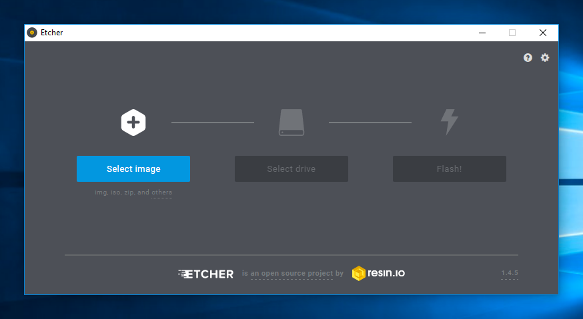 Etcher
Select image
Select drive
Flash!
img, iso, zip, and others
ETCHER is an open source project by resin.io
1.4.3